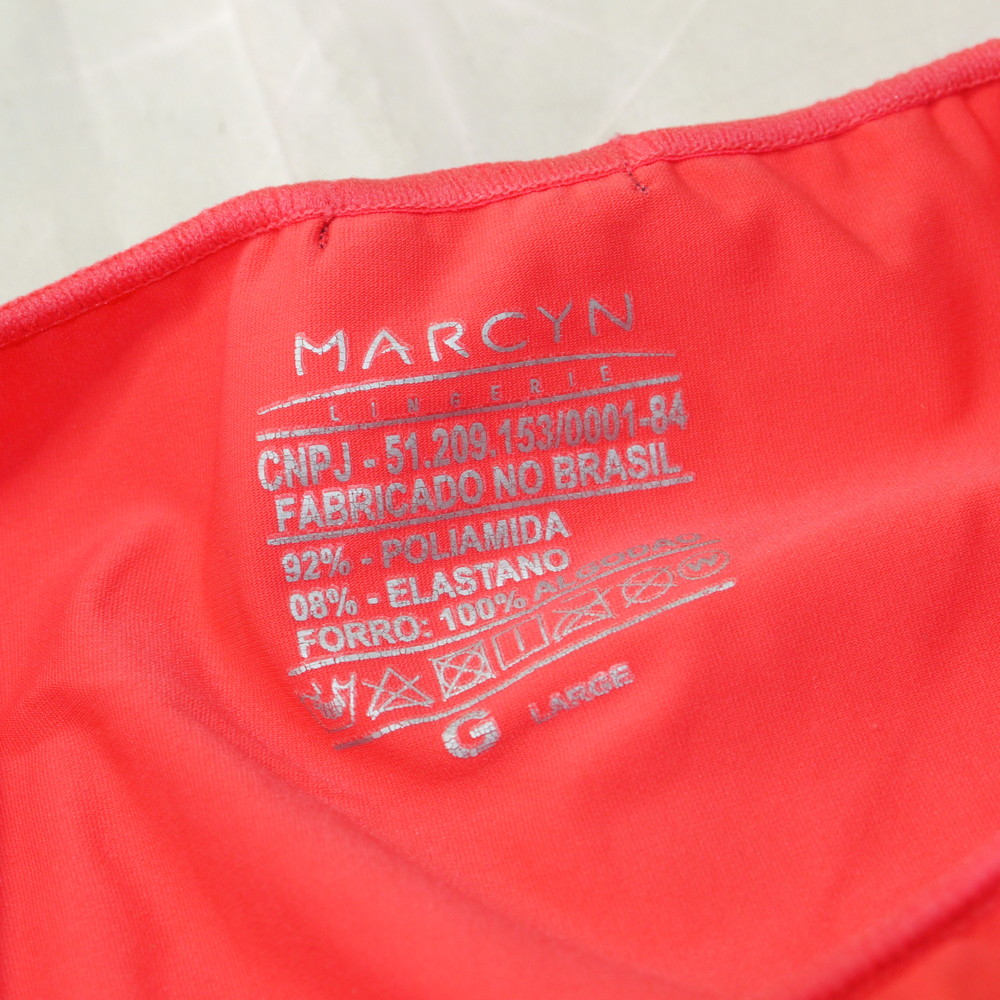 MARCYN
LINGERIE
CNPJ - 51.209.153/0001-84
FABRICADO NO BRASIL
92% - POLIAMIDA
08% - ELASTANO
FORRO: 100% ALGODÃO
W
G LARGE